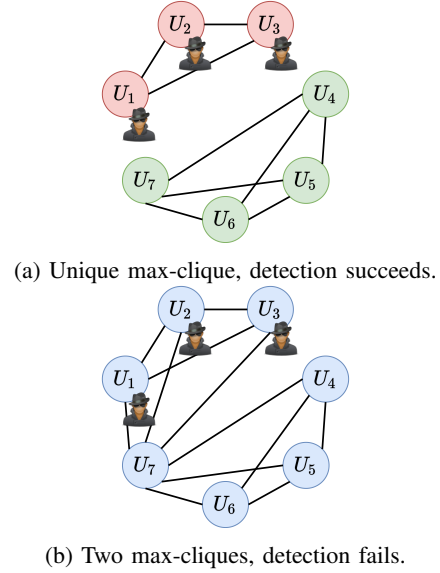 U₂ U₃
U₁
U₄
U₇
U₅
U₆
(a) Unique max-clique, detection succeeds.
U₂ U₃
U₁
U₄
U₇
U₅
U₆
(b) Two max-cliques, detection fails.